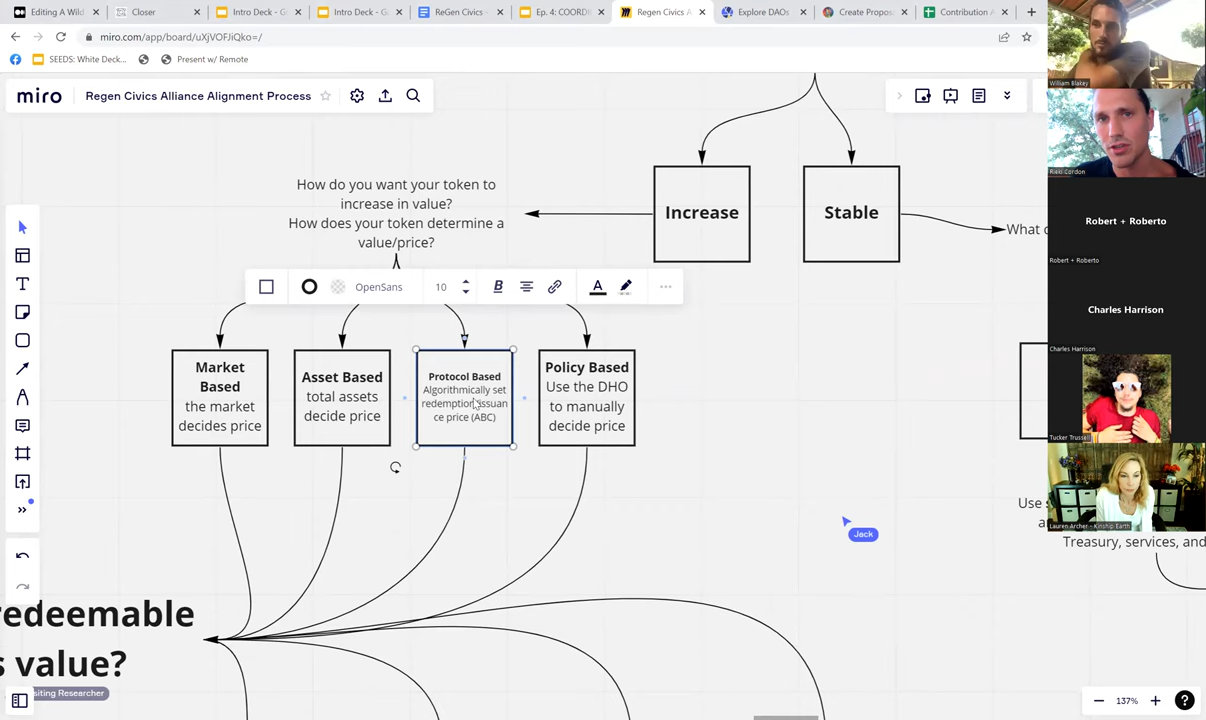 Editing A Wild
Closer
Intro Deck - G
Intro Deck - G
ReGen Civics -
Ep. 4: COORDI
Regen Civics A
Explore DAOs
Create Propos
Contribution A
miro.com/app/board/uXjVOFJiQko=/
SEEDS: White Deck...
Present w/ Remote
miro
Regen Civics Alliance Alignment Process
How do you want your token to
increase in value?
How does your token determine a
value/price?
Increase
Stable
What
OpenSans
10
B
A
Market
Based
the market
decides price
Asset Based
total assets
decide price
Protocol Based
Algorithmically set
redemption/issuan
ce price (ABC)
Policy Based
Use the DHO
to manually
decide price
Jack
Use
Treasury, services, and
redeemable
s value?
siting Researcher
137%
William Blakey
Rieki Cordon
Robert + Roberto
Robert + Roberto
Charles Harrison
Charles Harrison
Tucker Trussell
Lauren Archer - Kinship Earth